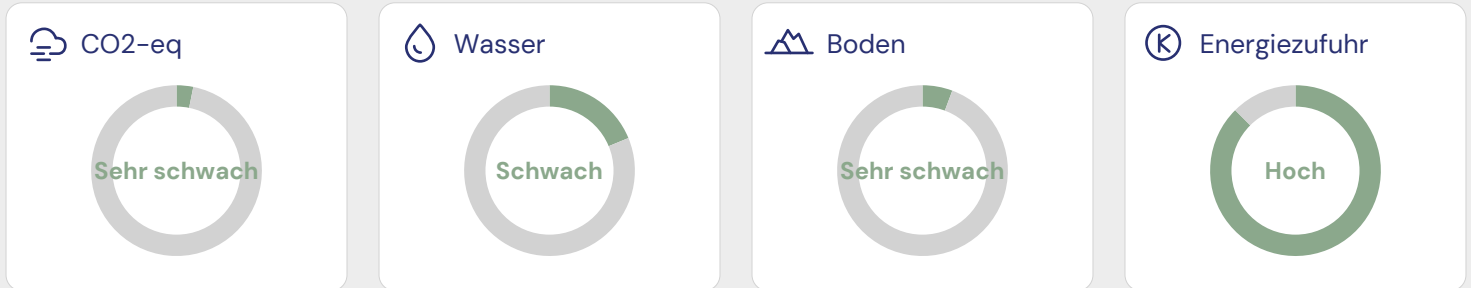 CO2-eq
Sehr schwach
Wasser
Schwach
Boden
Sehr schwach
Energiezufuhr
Hoch